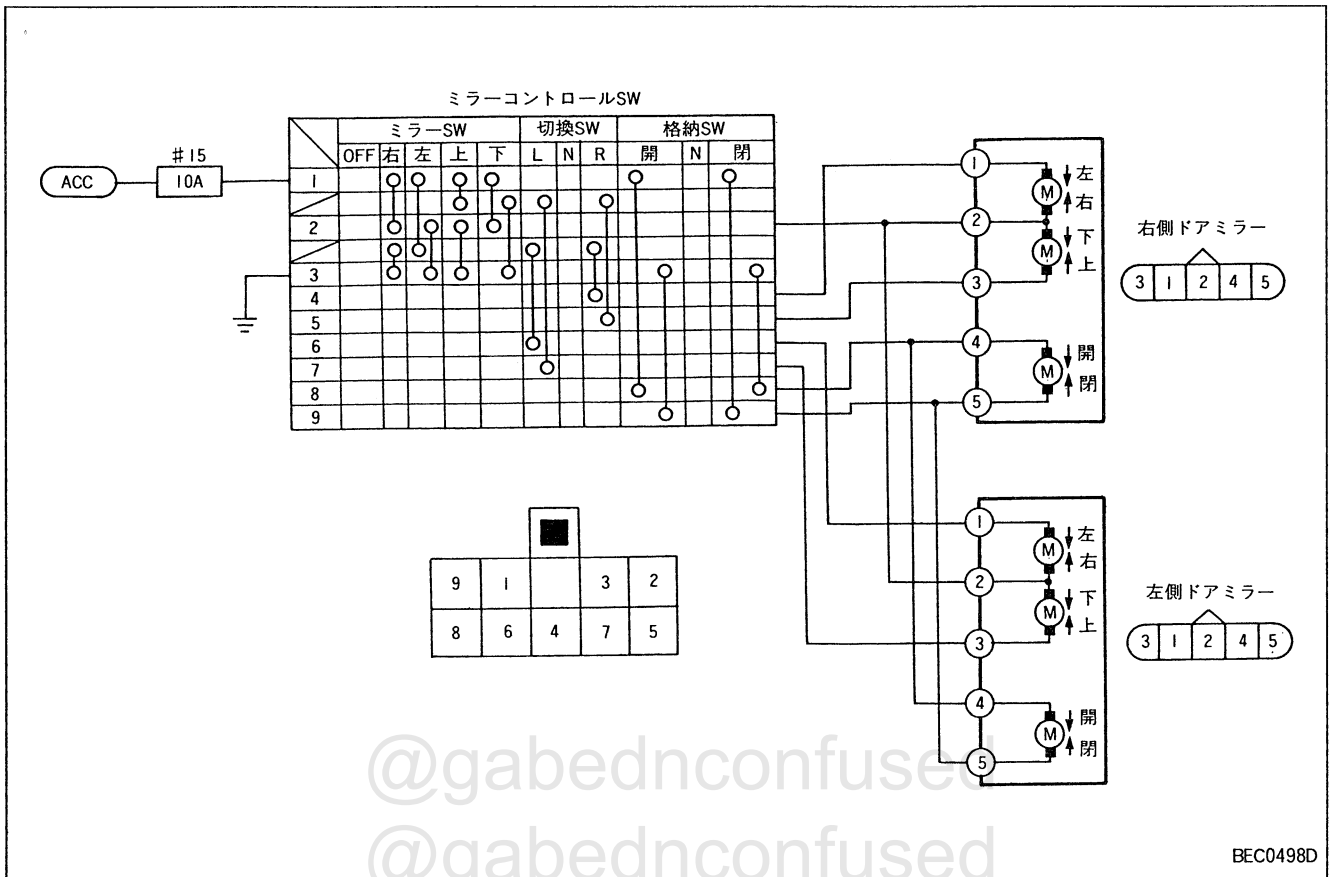 ミラーコントロールSW
ミラーSW 切換SW 格納SW
OFF 右 左 上 下 L N R 開 N 閉
1
2
3
4
5
6
7
8
9
ACC
#15
10A
1
2
3
4
5
M
左
右
M
下
上
M
開
閉
右側ドアミラー
3 1 2 4 5
1
2
3
4
5
M
左
右
M
下
上
M
開
閉
左側ドアミラー
3 1 2 4 5
9 1 3 2
8 6 4 7 5
@gabednconfused
@gabednconfused
BEC0498D